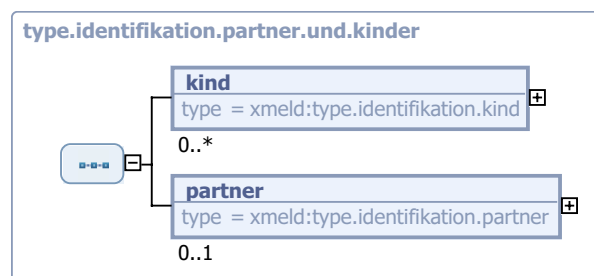 type.identifikation.partner.und.kinder
kind
type = xmeld:type.identifikation.kind
0..*
partner
type = xmeld:type.identifikation.partner
0..1